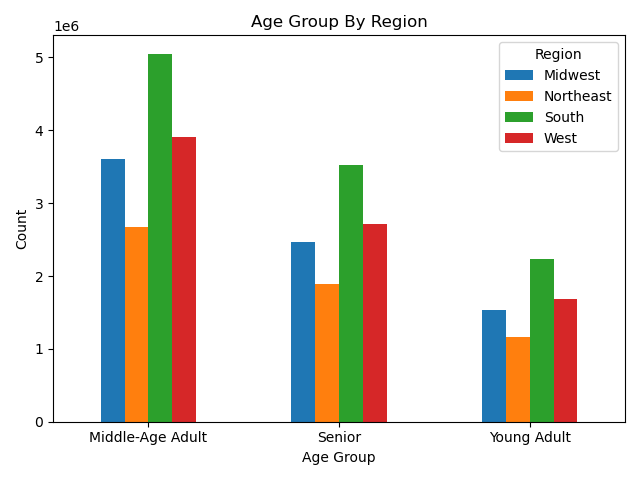 Age Group By Region
1e6
5
4
3
2
1
0
Count
Region
Midwest
Northeast
South
West
Middle-Age Adult
Senior
Young Adult
Age Group